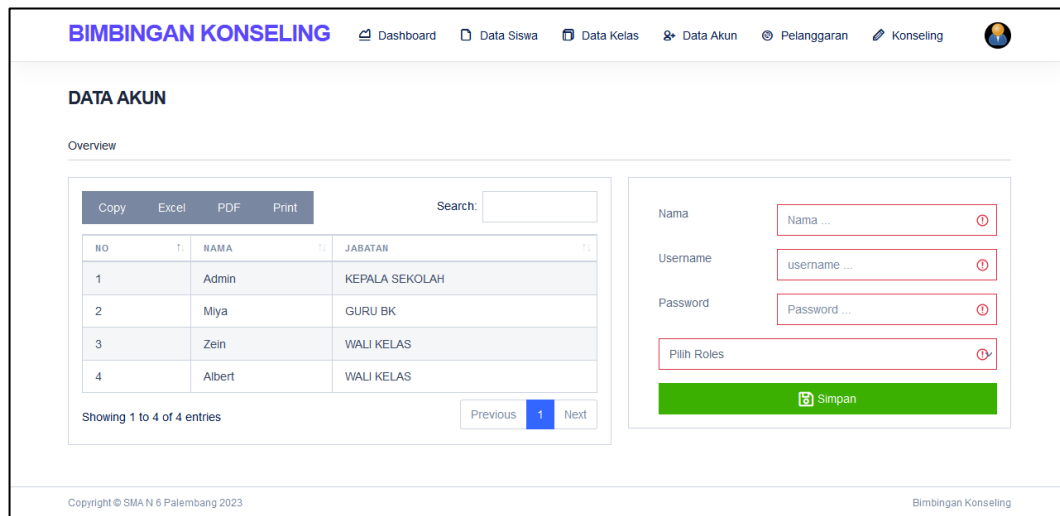 BIMBINGAN KONSELING Dashboard Data Siswa Data Kelas Data Akun Pelanggaran Konseling
DATA AKUN
Overview
Copy Excel PDF Print Search:
NO NAMA JABATAN
1 Admin KEPALA SEKOLAH
2 Miya GURU BK
3 Zein WALI KELAS
4 Albert WALI KELAS
Showing 1 to 4 of 4 entries Previous 1 Next
Nama Nama ...
Username username ...
Password Password ...
Pilih Roles
Simpan
Copyright © SMA N 6 Palembang 2023 Bimbingan Konseling